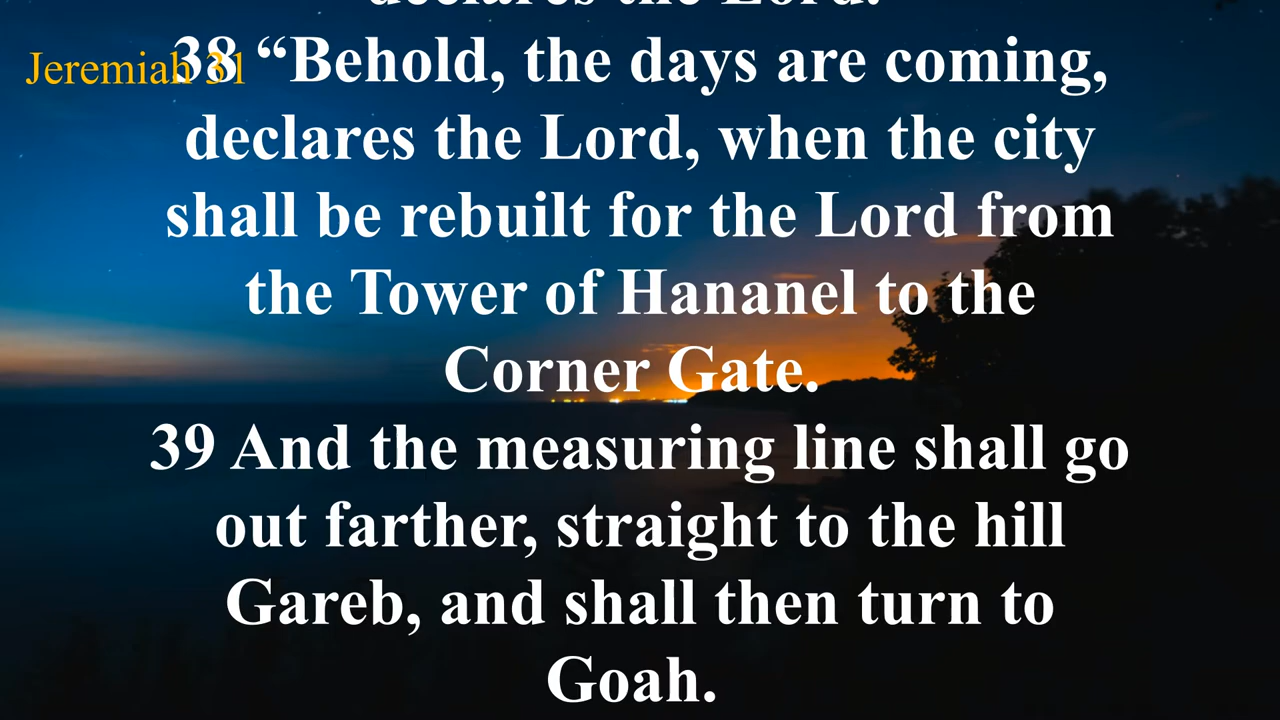 declares the Lord.”
Jeremiah 31
38 “Behold, the days are coming,
declares the Lord, when the city
shall be rebuilt for the Lord from
the Tower of Hananel to the
Corner Gate.
39 And the measuring line shall go
out farther, straight to the hill
Gareb, and shall then turn to
Goah.